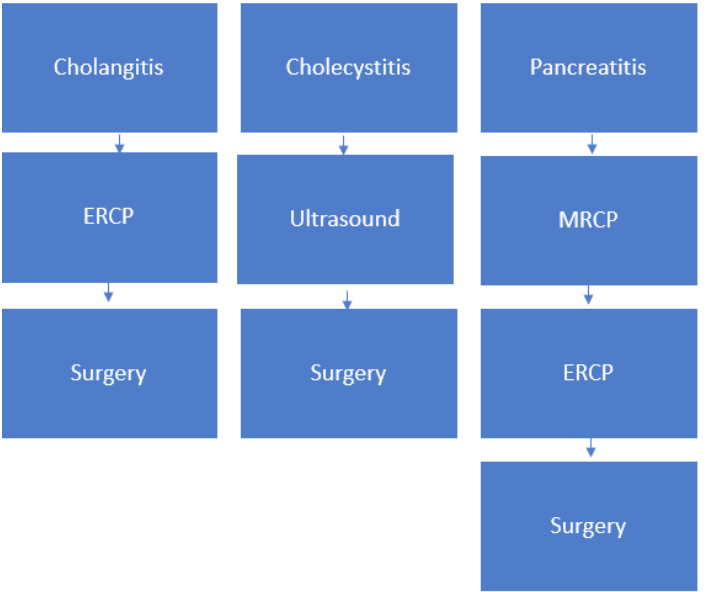 Cholangitis
ERCP
Surgery
Cholecystitis
Ultrasound
Surgery
Pancreatitis
MRCP
ERCP
Surgery